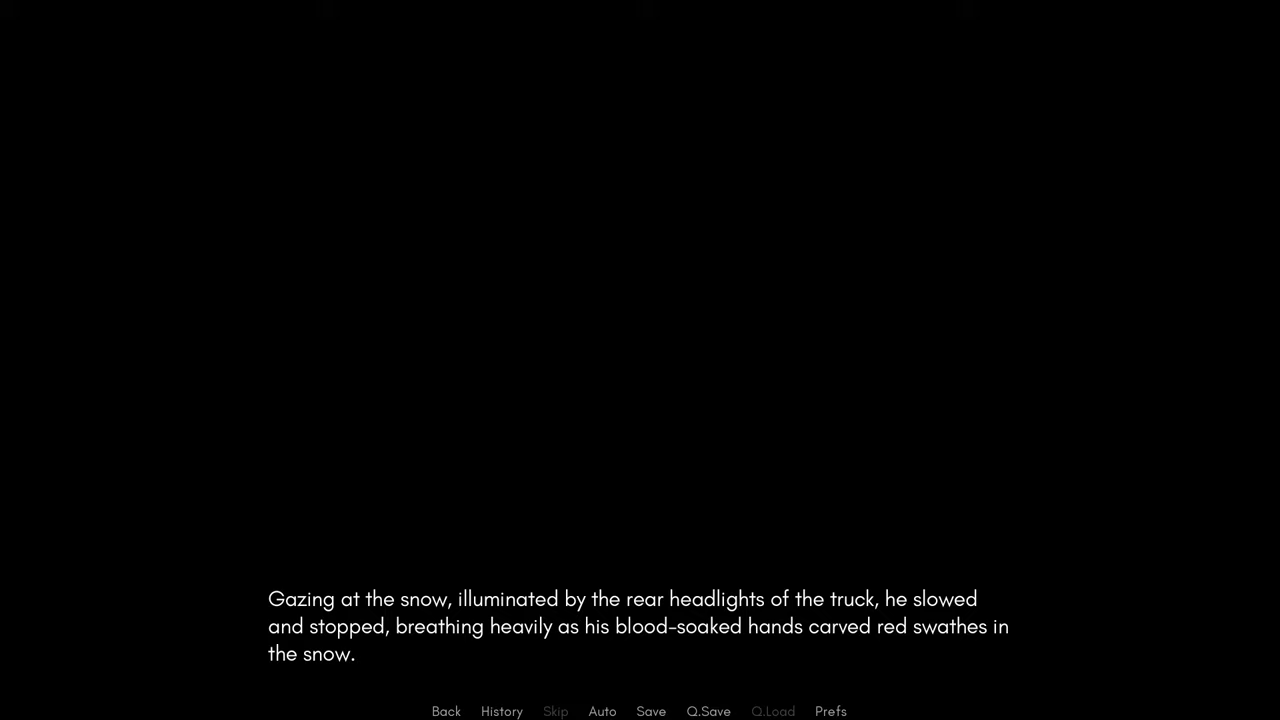 Gazing at the snow, illuminated by the rear headlights of the truck, he slowed
and stopped, breathing heavily as his blood-soaked hands carved red swathes in
the snow.
Back History Skip Auto Save Q.Save Q.Load Prefs